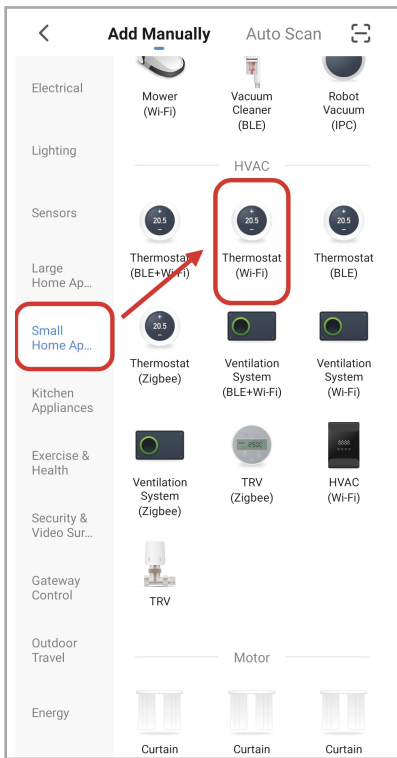 Add Manually
Auto Scan
Electrical
Lighting
Sensors
Large
Home Ap...
Small
Home Ap...
Kitchen
Appliances
Exercise &
Health
Security &
Video Sur...
Gateway
Control
Outdoor
Travel
Energy
Mower
(Wi-Fi)
Vacuum
Cleaner
(BLE)
Robot
Vacuum
(IPC)
HVAC
20.5
Thermostat
(BLE+Wi-Fi)
20.5
Thermostat
(Wi-Fi)
20.5
Thermostat
(BLE)
20.5
Thermostat
(Zigbee)
Ventilation
System
(BLE+Wi-Fi)
Ventilation
System
(Wi-Fi)
Ventilation
System
(Zigbee)
TRV
(Zigbee)
8888
HVAC
(Wi-Fi)
TRV
Motor
Curtain
Curtain
Curtain